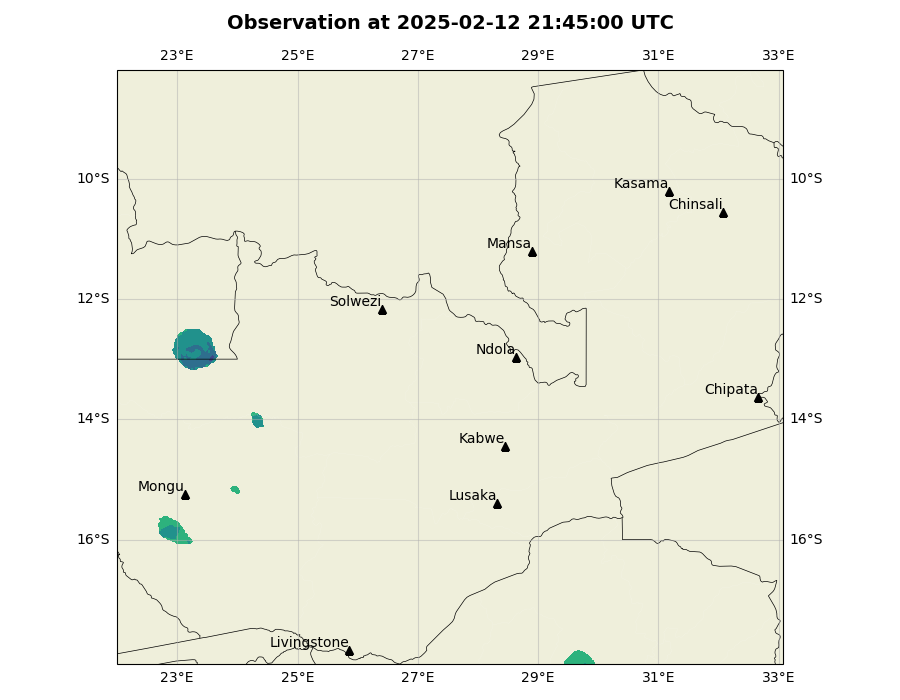 Observation at 2025-02-12 21:45:00 UTC
23°E 25°E 27°E 29°E 31°E 33°E
10°S 10°S
Kasama
Chinsali
Mansa
12°S 12°S
Solwezi
Ndola
Chipata
14°S 14°S
Kabwe
Mongu
Lusaka
16°S 16°S
Livingstone
23°E 25°E 27°E 29°E 31°E 33°E